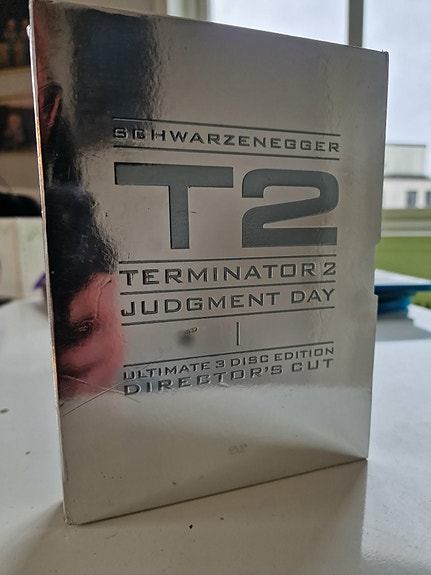 SCHWARZENEGGER
T2
TERMINATOR 2
JUDGMENT DAY
ULTIMATE 3 DISC EDITION
DIRECTOR'S CUT